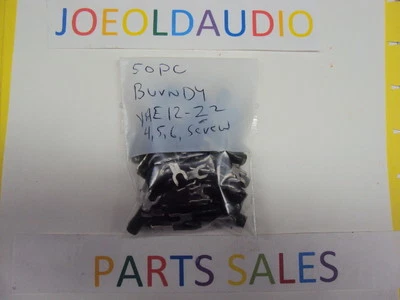 JOEOLDAUDIO
50PC
BURNDY
YAE12-Z2
4,5,6, Screw
PARTS SALES